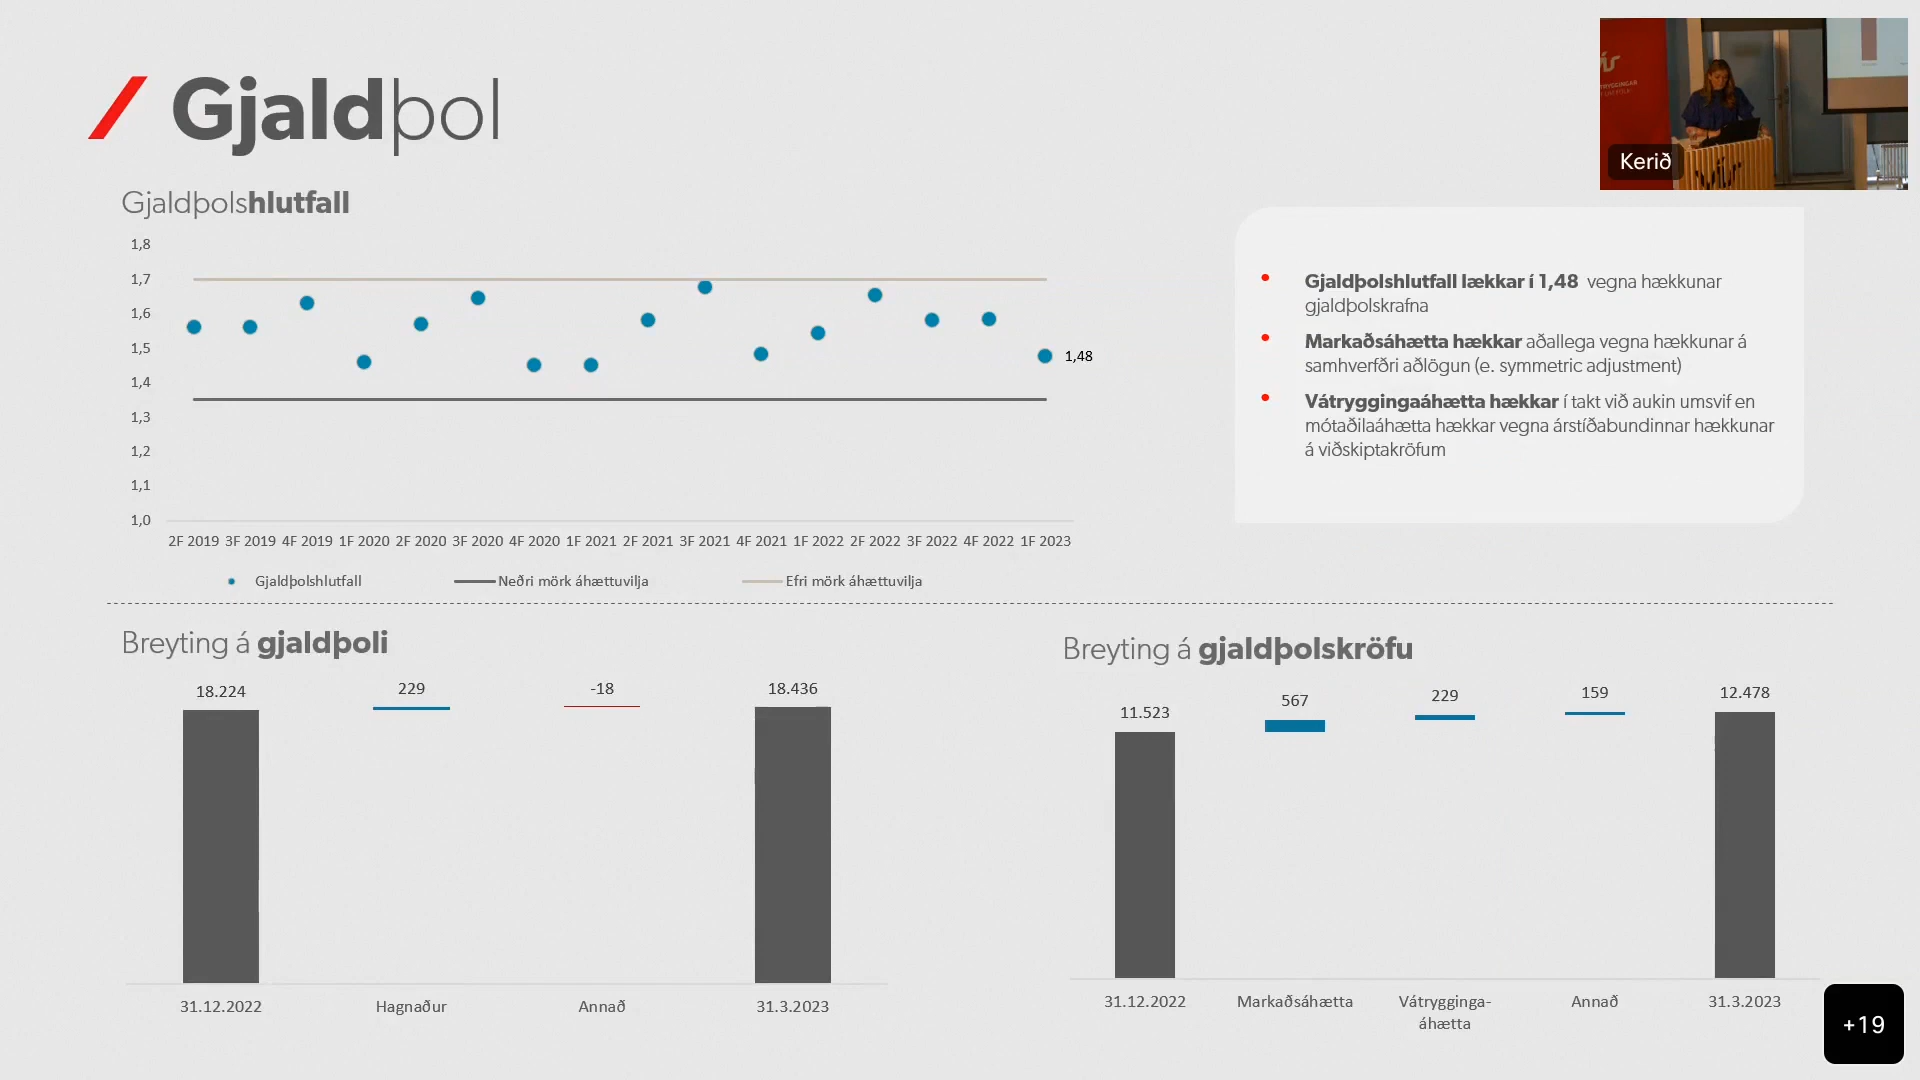 Gjaldþol
Gjaldþolshlutfall
1,8
1,7
1,6
1,5
1,4
1,3
1,2
1,1
1,0
1,48
2F 2019 3F 2019 4F 2019 1F 2020 2F 2020 3F 2020 4F 2020 1F 2021 2F 2021 3F 2021 4F 2021 1F 2022 2F 2022 3F 2022 4F 2022 1F 2023
Gjaldþolshlutfall Neðri mörk áhættuvilja Efri mörk áhættuvilja
Kerið
• Gjaldþolshlutfall lækkar í 1,48 vegna hækkunar
gjaldþolskrafna
• Markaðsáhætta hækkar aðallega vegna hækkunar á
samhverfðri aðlögun (e. symmetric adjustment)
• Vátryggingaáhætta hækkar í takt við aukin umsvif en
mótaðilaáhætta hækkar vegna árstíðabundinnar hækkunar
á viðskiptakröfum
Breyting á gjaldþoli
18.224 229 -18 18.436
31.12.2022 Hagnaður Annað 31.3.2023
Breyting á gjaldþolskröfu
11.523 567 229 159 12.478
31.12.2022 Markaðsáhætta Vátrygginga-
áhætta Annað 31.3.2023
+19